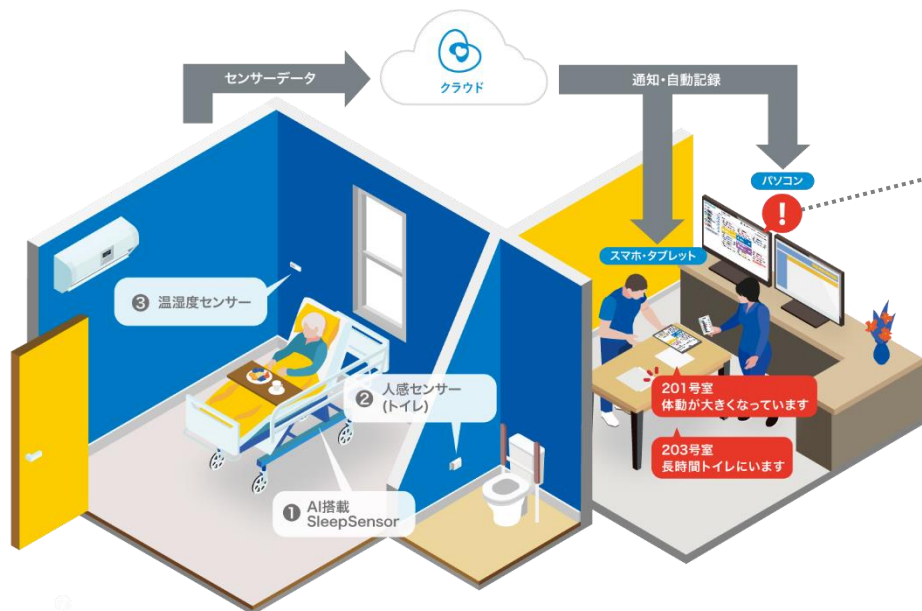 センサーデータ
クラウド
通知・自動記録
パソコン
!
スマホ・タブレット
❸ 温湿度センサー
❷ 人感センサー
(トイレ)
201号室
体動が大きくなっています
203号室
長時間トイレにいます
❶ AI搭載
SleepSensor